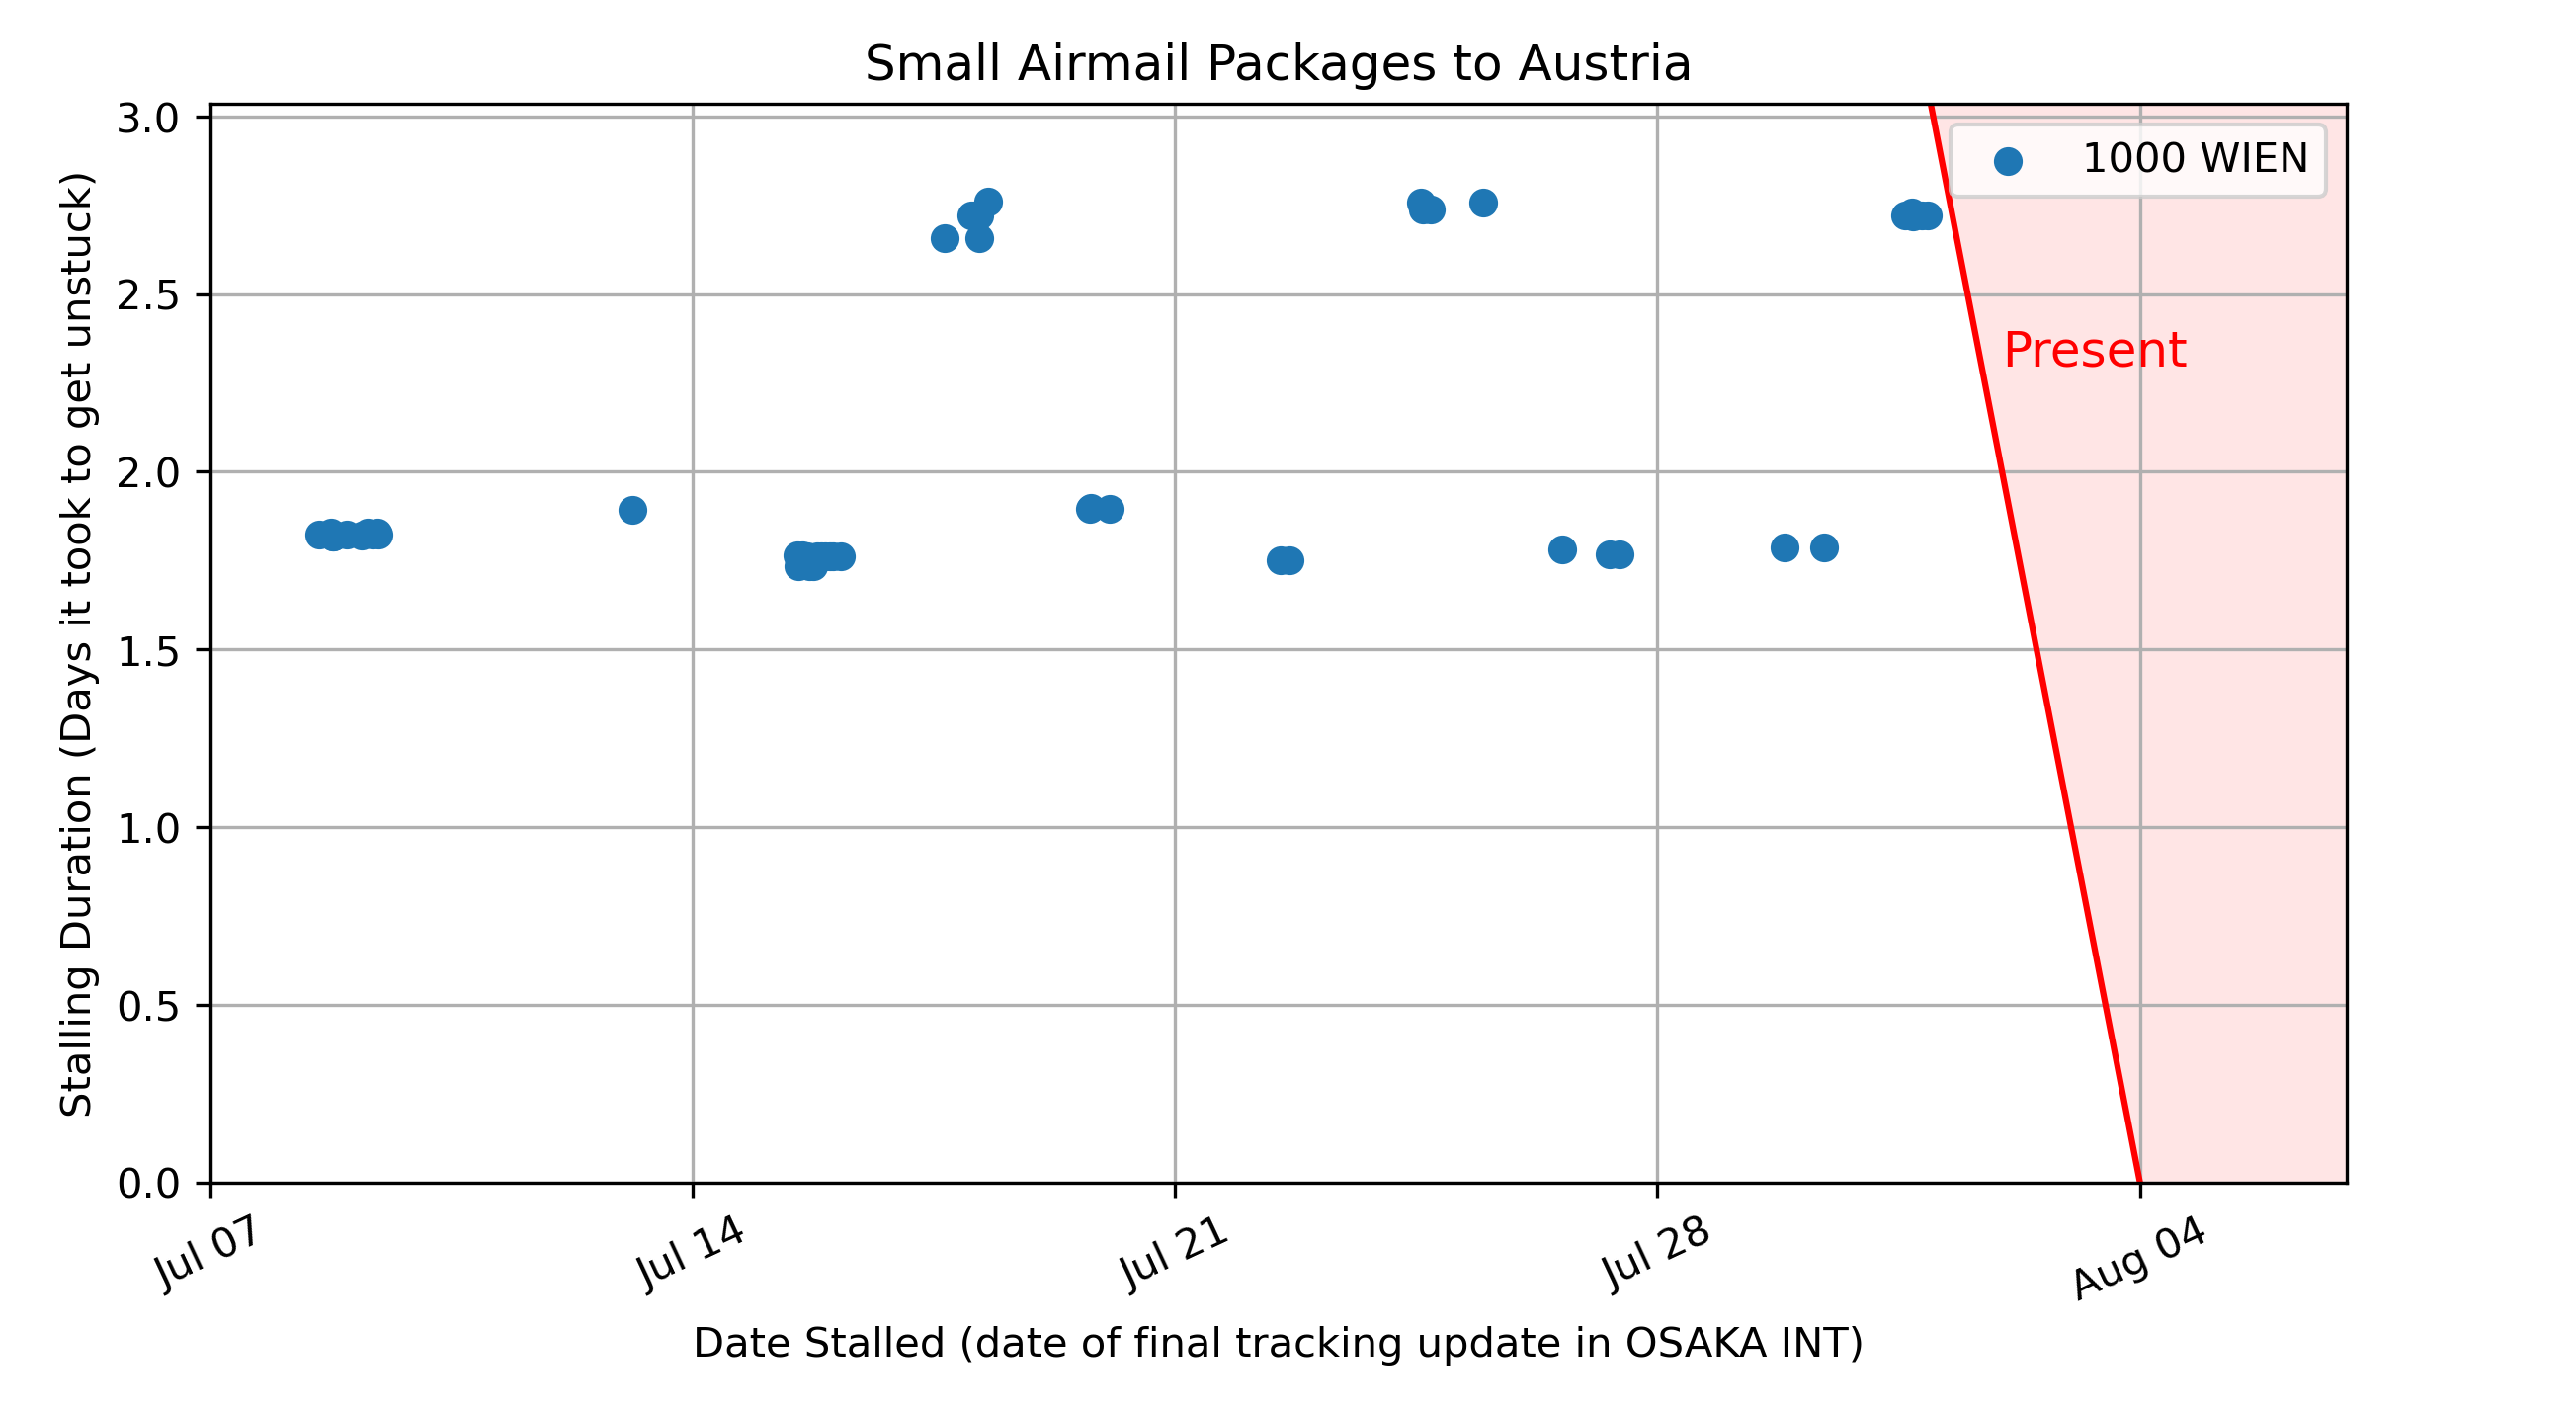 Small Airmail Packages to Austria
Stalling Duration (Days it took to get unstuck)
3.0
2.5
2.0
1.5
1.0
0.5
0.0
1000 WIEN
Present
Jul 07
Jul 14
Jul 21
Jul 28
Aug 04
Date Stalled (date of final tracking update in OSAKA INT)